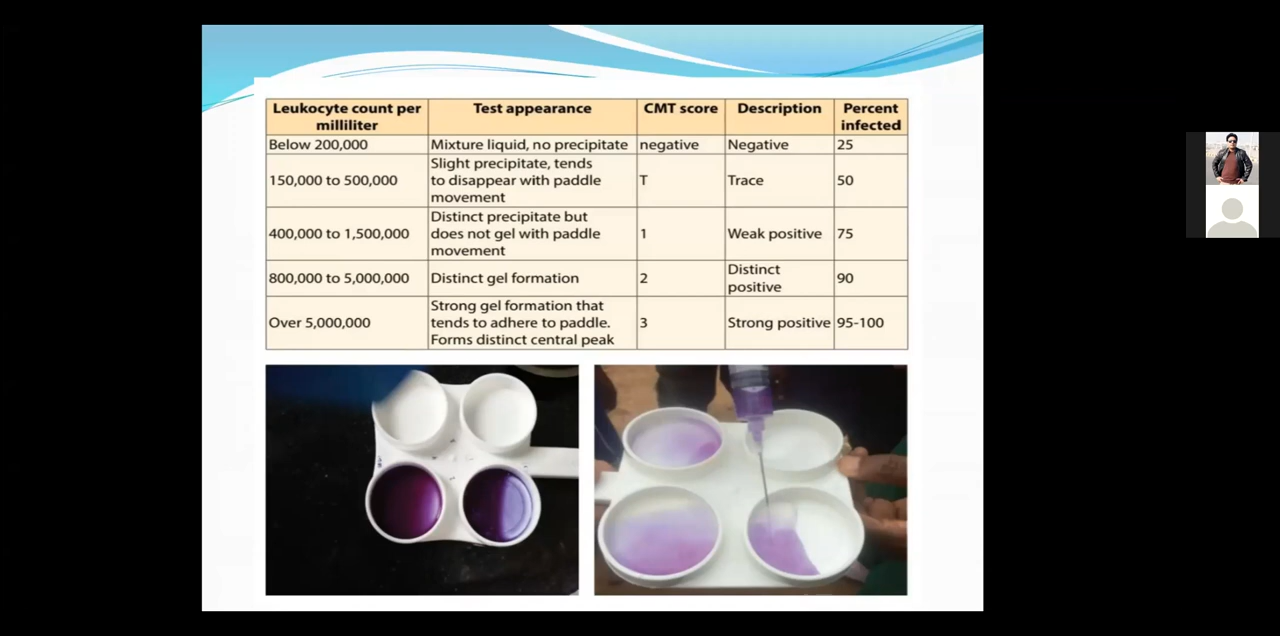 Leukocyte count per milliliter Test appearance CMT score Description Percent infected
Below 200,000 Mixture liquid, no precipitate negative Negative 25
150,000 to 500,000 Slight precipitate, tends to disappear with paddle movement T Trace 50
400,000 to 1,500,000 Distinct precipitate but does not gel with paddle movement 1 Weak positive 75
800,000 to 5,000,000 Distinct gel formation 2 Distinct positive 90
Over 5,000,000 Strong gel formation that tends to adhere to paddle. Forms distinct central peak 3 Strong positive 95-100